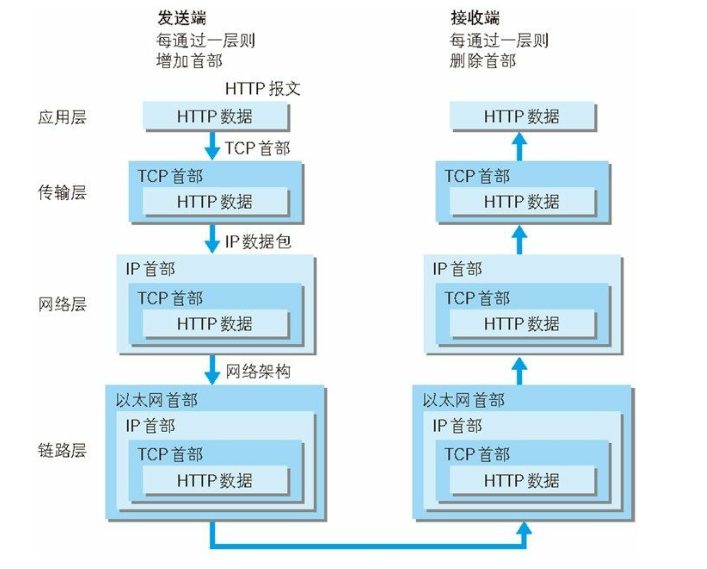 发送端
每通过一层则
增加首部
接收端
每通过一层则
删除首部
HTTP 报文
应用层
HTTP 数据
HTTP 数据
TCP 首部
传输层
TCP 首部
HTTP 数据
TCP 首部
HTTP 数据
IP 数据包
网络层
IP 首部
TCP 首部
HTTP 数据
IP 首部
TCP 首部
HTTP 数据
网络架构
链路层
以太网首部
IP 首部
TCP 首部
HTTP 数据
以太网首部
IP 首部
TCP 首部
HTTP 数据